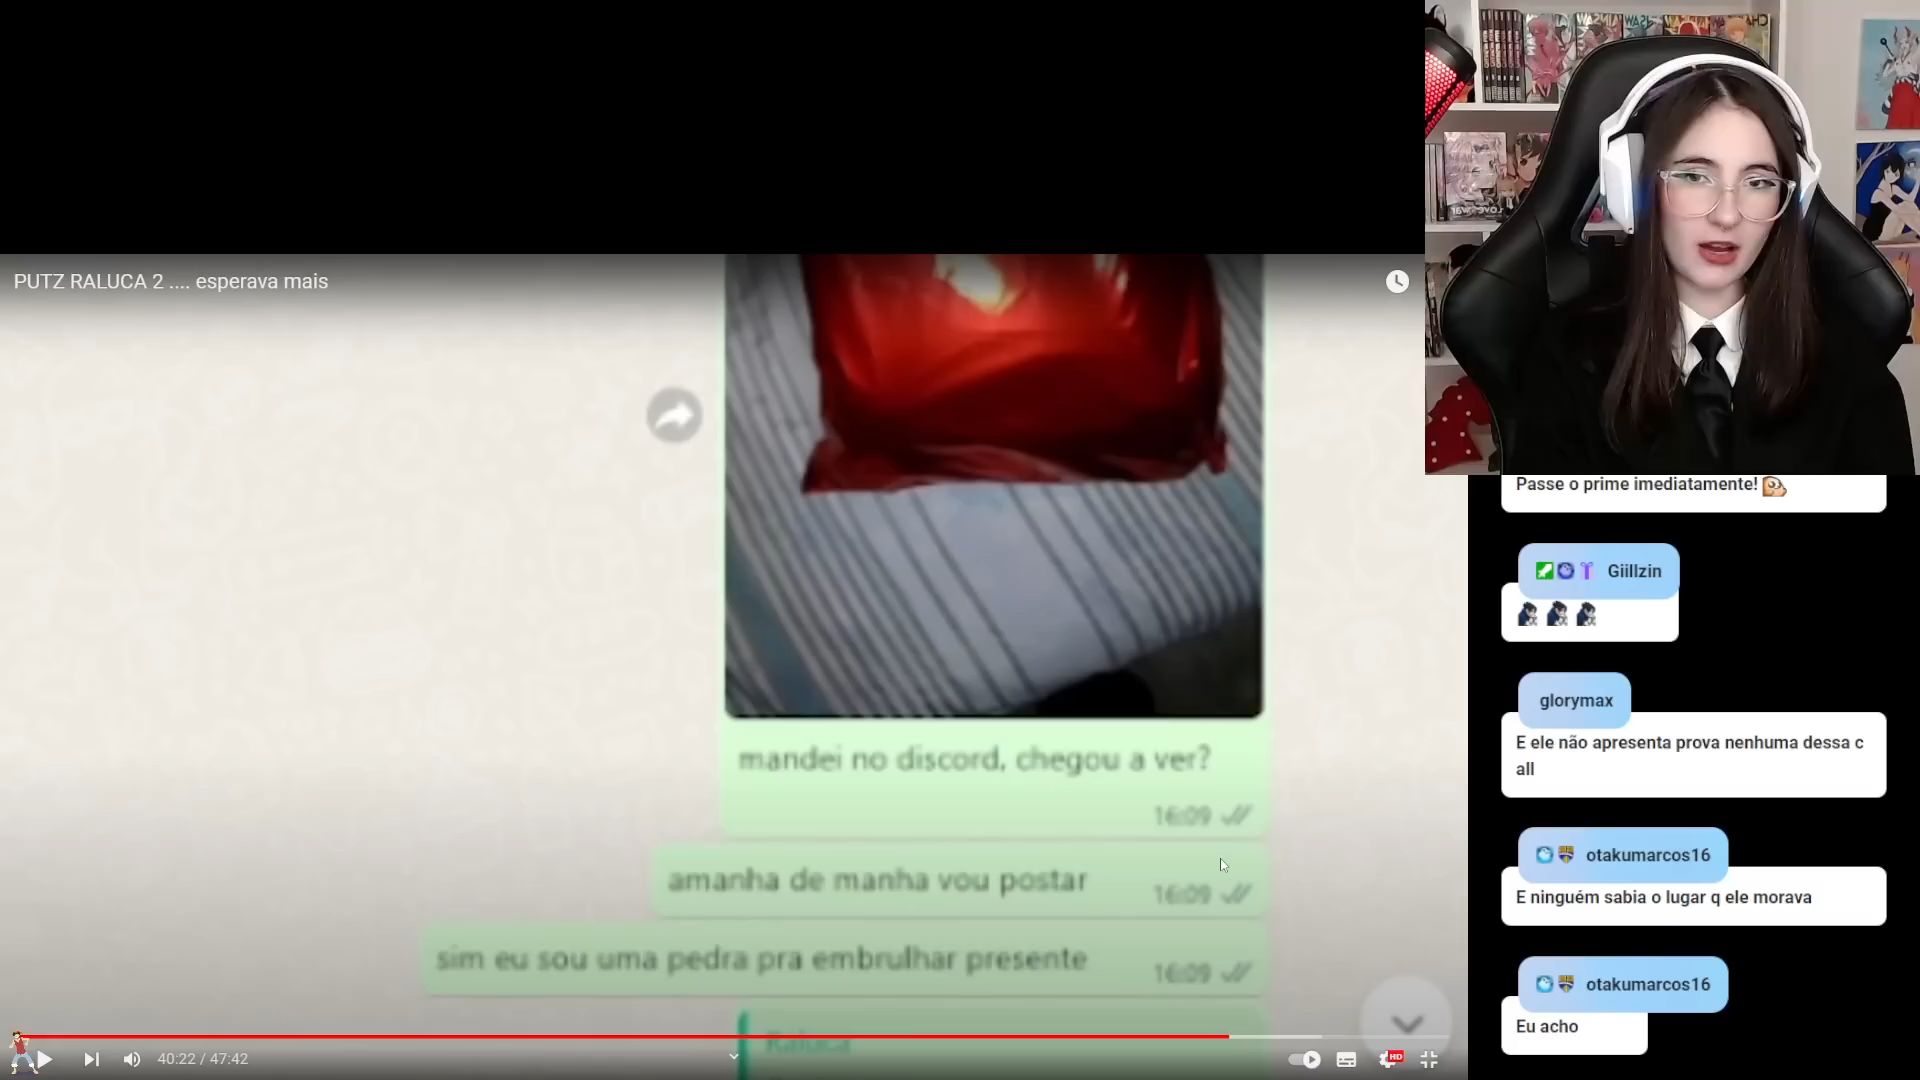 PUTZ RALUCA 2 .... esperava mais
mandei no discord, chegou a ver?
16:09
amanha de manha vou postar
16:09
sim eu sou uma pedra pra embrulhar presente
16:09
Raluca
40:22 / 47:42
HD
Passe o prime imediatamente!
Giillzin
glorymax
E ele não apresenta prova nenhuma dessa c
all
otakumarcos16
E ninguém sabia o lugar q ele morava
otakumarcos16
Eu acho